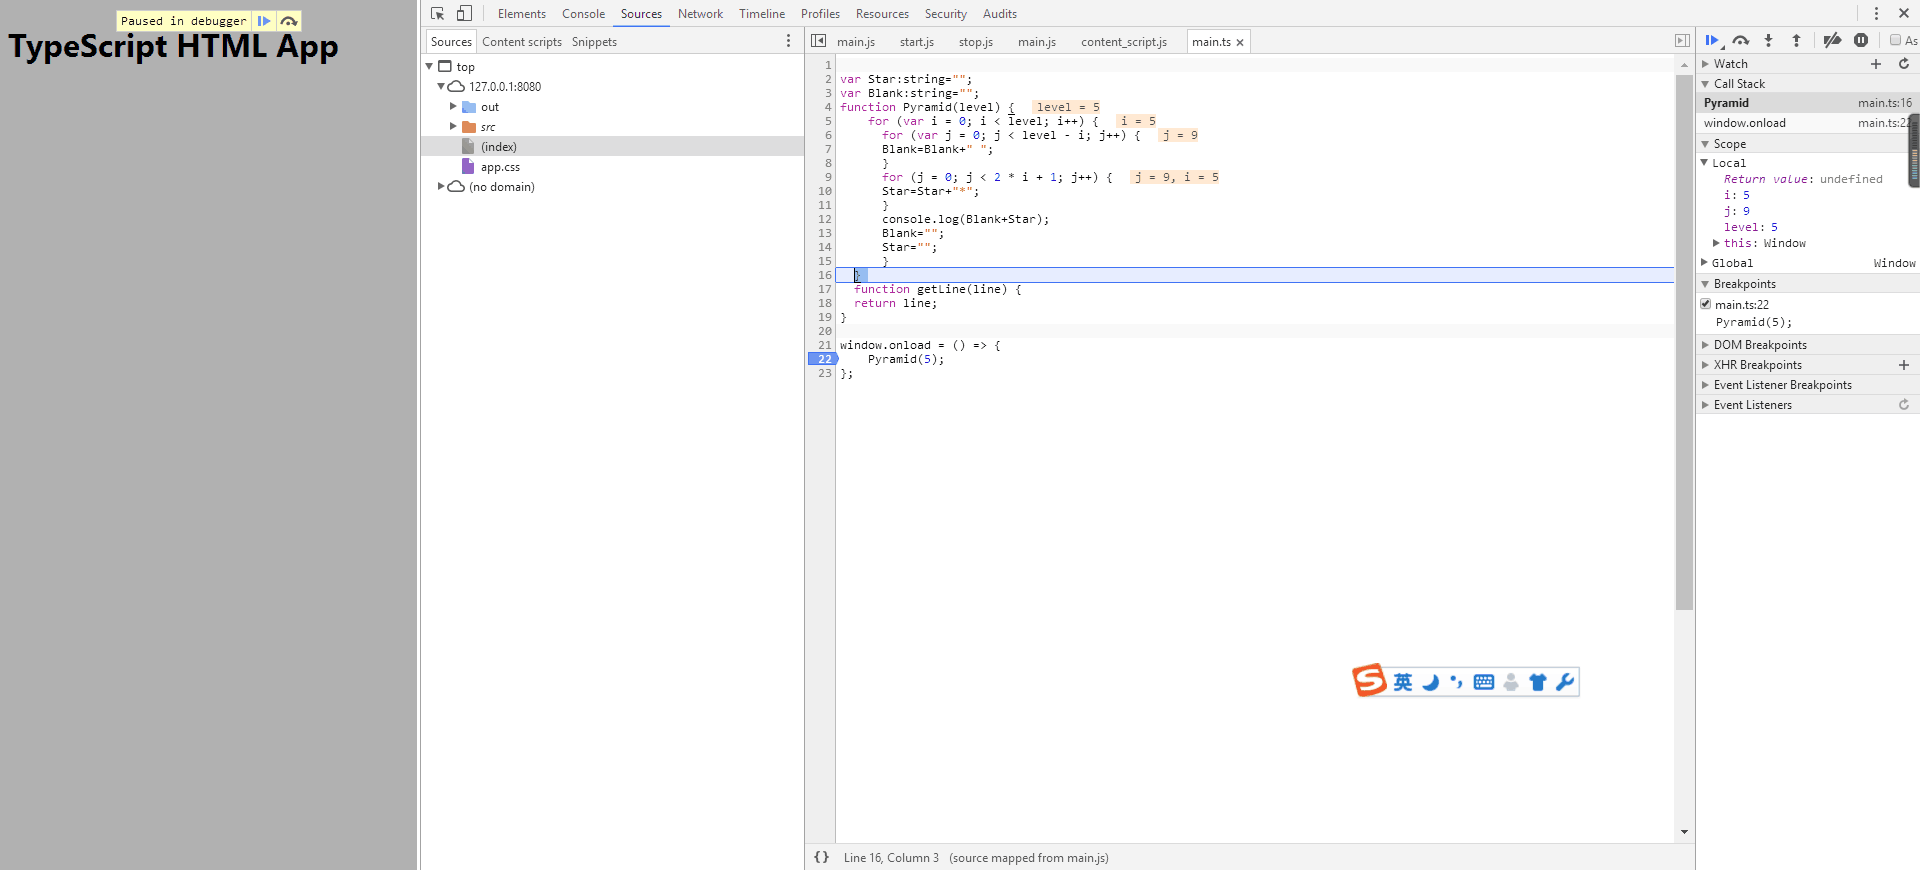 Paused in debugger
TypeScript HTML App
Elements Console Sources Network Timeline Profiles Resources Security Audits
Sources Content scripts Snippets
main.js start.js stop.js main.js content_script.js main.ts
As
top
127.0.0.1:8080
out
src
(index)
app.css
(no domain)
1
2 var Star:string="";
3 var Blank:string="";
4 function Pyramid(level) { level = 5
5 for (var i = 0; i < level; i++) { i = 5
6 for (var j = 0; j < level - i; j++) { j = 9
7 Blank=Blank+" ";
8 }
9 for (j = 0; j < 2 * i + 1; j++) { j = 9, i = 5
10 Star=Star+"*";
11 }
12 console.log(Blank+Star);
13 Blank="";
14 Star="";
15 }
16 }
17 function getLine(line) {
18 return line;
19 }
20
21 window.onload = () => {
22 Pyramid(5);
23 };
英
{} Line 16, Column 3 (source mapped from main.js)
Watch
Call Stack
Pyramid main.ts:16
window.onload main.ts:22
Scope
Local
Return value: undefined
i: 5
j: 9
level: 5
this: Window
Global Window
Breakpoints
main.ts:22
Pyramid(5);
DOM Breakpoints
XHR Breakpoints
Event Listener Breakpoints
Event Listeners